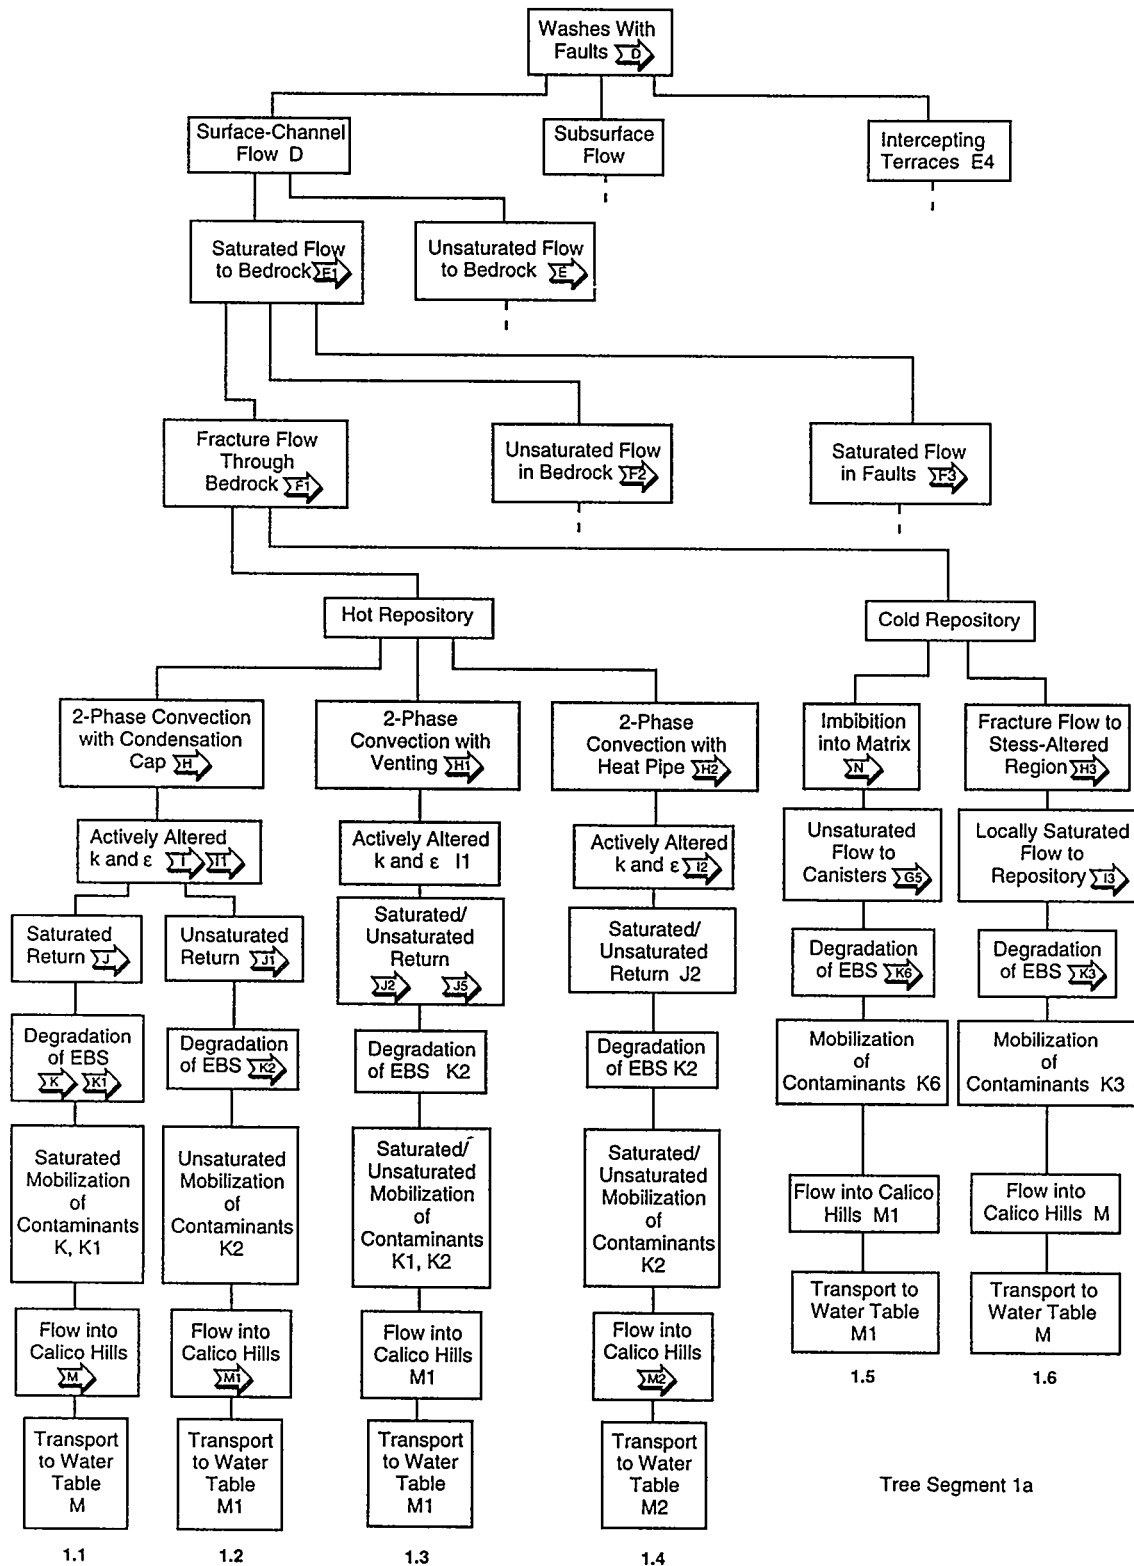 Washes With
Faults D
Surface-Channel
Flow D
Subsurface
Flow
Intercepting
Terraces E4
Saturated Flow
to Bedrock E1
Unsaturated Flow
to Bedrock E
Fracture Flow
Through
Bedrock F1
Unsaturated Flow
in Bedrock F2
Saturated Flow
in Faults F3
Hot Repository
Cold Repository
2-Phase Convection
with Condensation
Cap H
2-Phase
Convection with
Venting H1
2-Phase
Convection with
Heat Pipe H2
Imbibition
into Matrix
N
Fracture Flow to
Stess-Altered
Region H3
Actively Altered
k and ε I I1
Actively Altered
k and ε I1
Actively Altered
k and ε I2
Unsaturated
Flow to
Canisters G5
Locally Saturated
Flow to
Repository I3
Saturated
Return J
Unsaturated
Return J1
Saturated/
Unsaturated
Return
J2 J5
Saturated/
Unsaturated
Return J2
Degradation
of EBS K6
Degradation
of EBS K3
Degradation
of EBS
K K1
Degradation
of EBS K2
Degradation
of EBS K2
Degradation
of EBS K2
Mobilization
of
Contaminants K6
Mobilization
of
Contaminants K3
Saturated
Mobilization
of
Contaminants
K, K1
Unsaturated
Mobilization
of
Contaminants
K2
Saturated/
Unsaturated
Mobilization
of
Contaminants
K1, K2
Saturated/
Unsaturated
Mobilization
of
Contaminants
K2
Flow into Calico
Hills M1
Flow into
Calico Hills M
Transport to
Water Table
M1
Transport to
Water Table
M
Flow into
Calico Hills
M
Flow into
Calico Hills
M1
Flow into
Calico Hills
M1
Flow into
Calico Hills
M2
1.5
1.6
Transport
to Water
Table
M
Transport
to Water
Table
M1
Transport
to Water
Table
M1
Transport
to Water
Table
M2
Tree Segment 1a
1.1
1.2
1.3
1.4